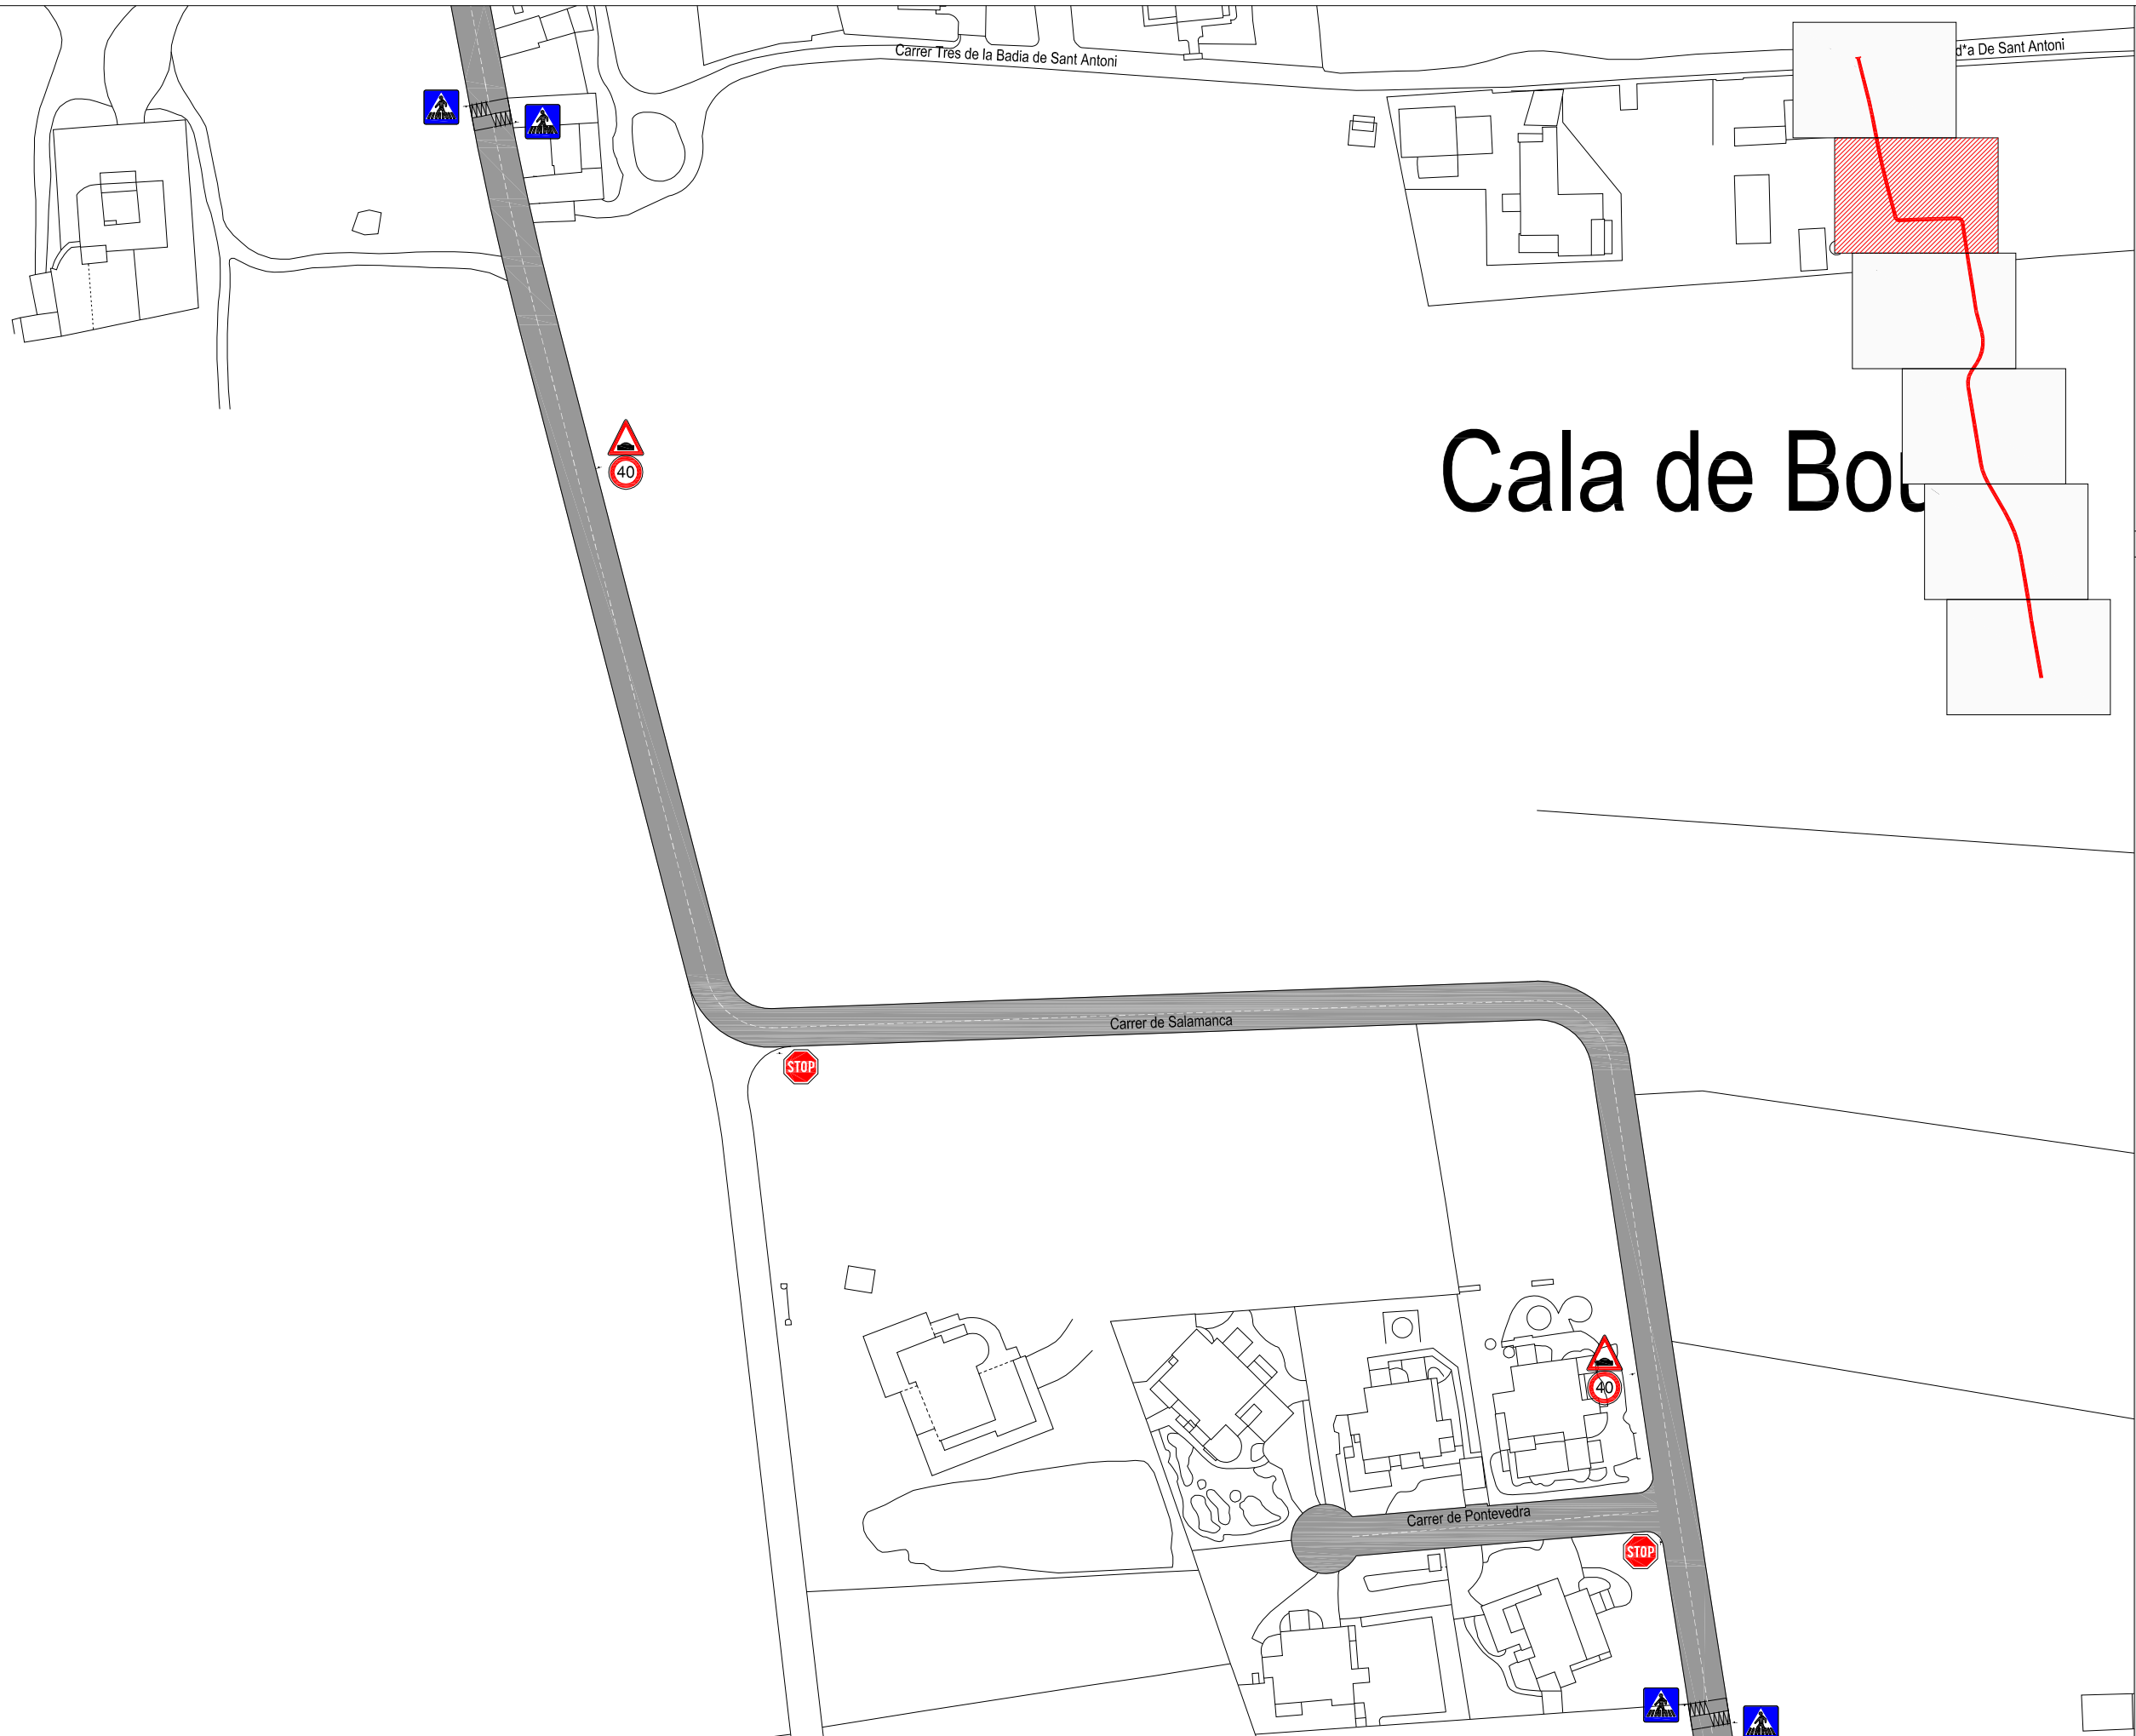 Carrer Tres de la Badia de Sant Antoni
d*a De Sant Antoni
40
Cala de Bou
Carrer de Salamanca
STOP
40
Carrer de Pontevedra
STOP